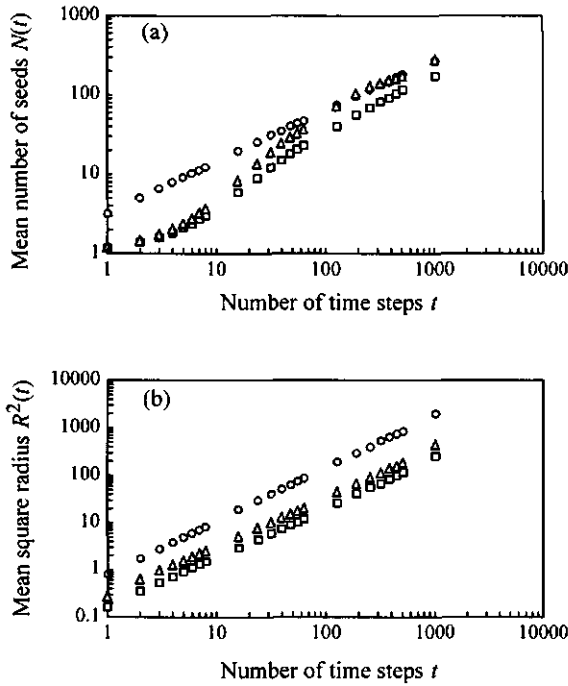 (a)
Mean number of seeds N(t)
1000
100
10
1
1 10 100 1000 10000
Number of time steps t
(b)
Mean square radius R²(t)
10000
1000
100
10
1
0.1
1 10 100 1000 10000
Number of time steps t